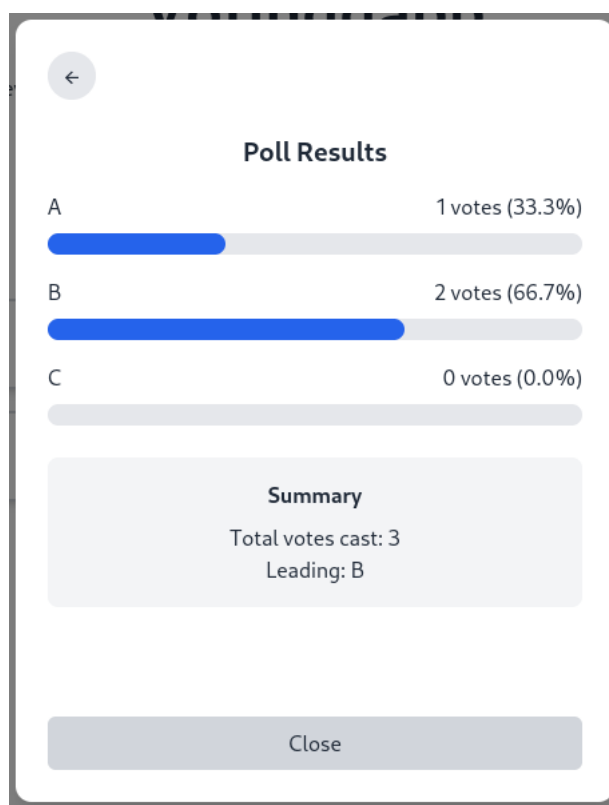 ←
Poll Results
A 1 votes (33.3%)
B 2 votes (66.7%)
C 0 votes (0.0%)
Summary
Total votes cast: 3
Leading: B
Close